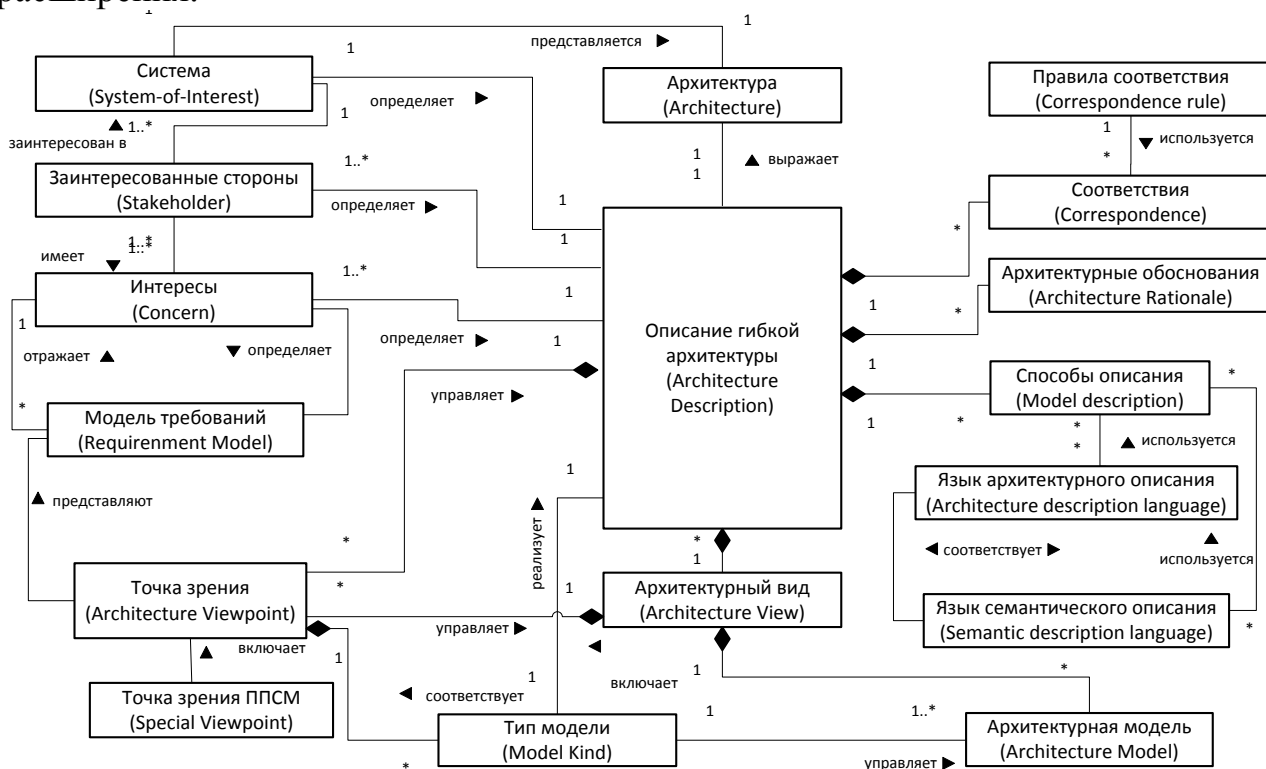 расширения.
1
1
представляется ►
Система
(System-of-Interest)
1
Архитектура
(Architecture)
Правила соответствия
(Correspondence rule)
определяет ►
1
▲ 1..*
заинтересован в
1
▼ используется
*
1
▲ выражает
1
1..*
Заинтересованные стороны
(Stakeholder)
определяет ►
Соответствия
(Correspondence)
1
1
*
1..*
1..*
имеет
▼
1..*
Интересы
(Concern)
Архитектурные обоснования
(Architecture Rationale)
1
1
*
1
отражает ▲
▼ определяет
определяет ►
1
Описание гибкой
архитектуры
(Architecture
Description)
1
Способы описания
(Model description)
*
управляет ►
*
Модель требований
(Requirenment Model)
1
*
*
*
▲ используется
▲ представляют
1
Язык архитектурного описания
(Architecture description language)
реализует ►
◄ соответствует ►
▲
используется
*
*
1
Точка зрения
(Architecture Viewpoint)
*
1
Архитектурный вид
(Architecture View)
Язык семантического описания
(Semantic description language)
*
управляет ►
◄
▲ включает
1
1
включает
*
◄ соответствует
1
Точка зрения ППСМ
(Special Viewpoint)
1
1..*
Тип модели
(Model Kind)
Архитектурная модель
(Architecture Model)
*
управляет ►